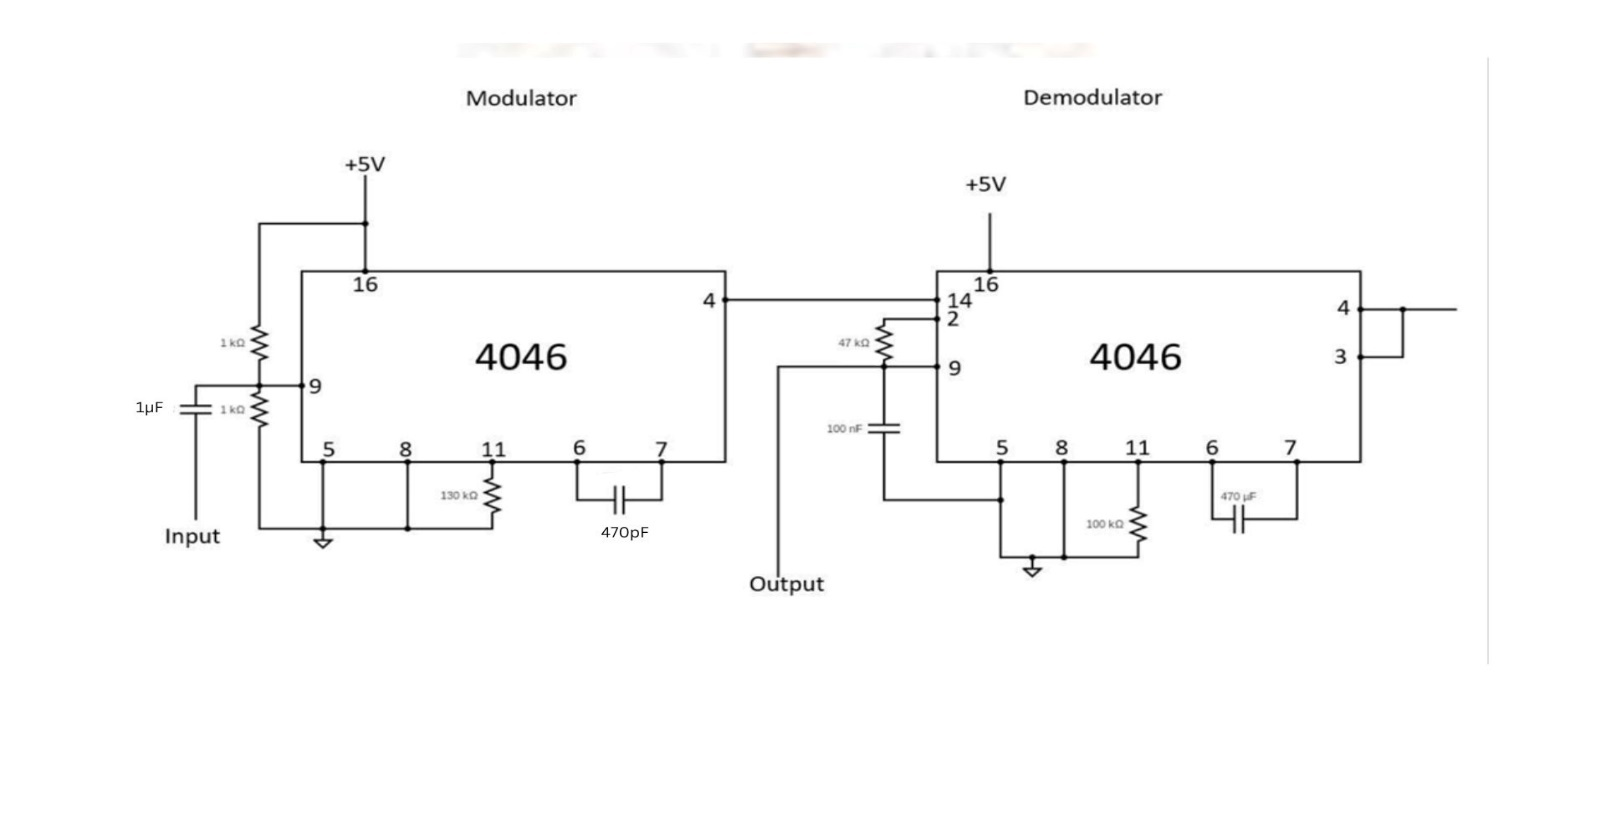 Modulator
Demodulator
+5V
+5V
16
16
4
14
2
4
3
1 kΩ
47 kΩ
4046
4046
9
9
1µF
1 kΩ
100 nF
5
8
11
6
7
5
8
11
6
7
130 kΩ
470 µF
100 kΩ
470pF
Input
Output